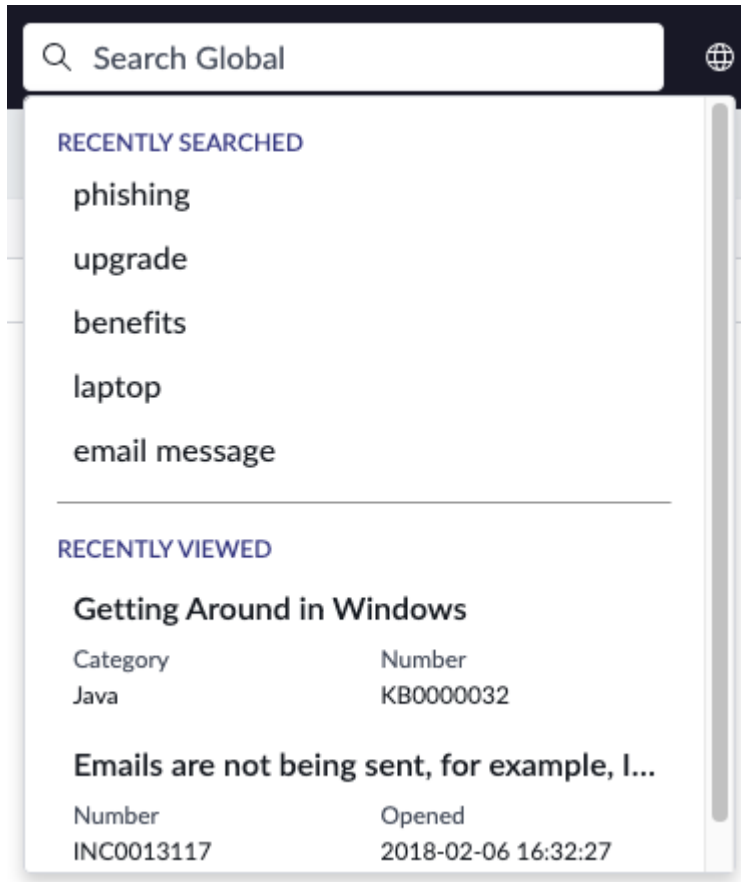 Search Global
RECENTLY SEARCHED
phishing
upgrade
benefits
laptop
email message
RECENTLY VIEWED
Getting Around in Windows
Category Number
Java KB0000032
Emails are not being sent, for example, I...
Number Opened
INC0013117 2018-02-06 16:32:27